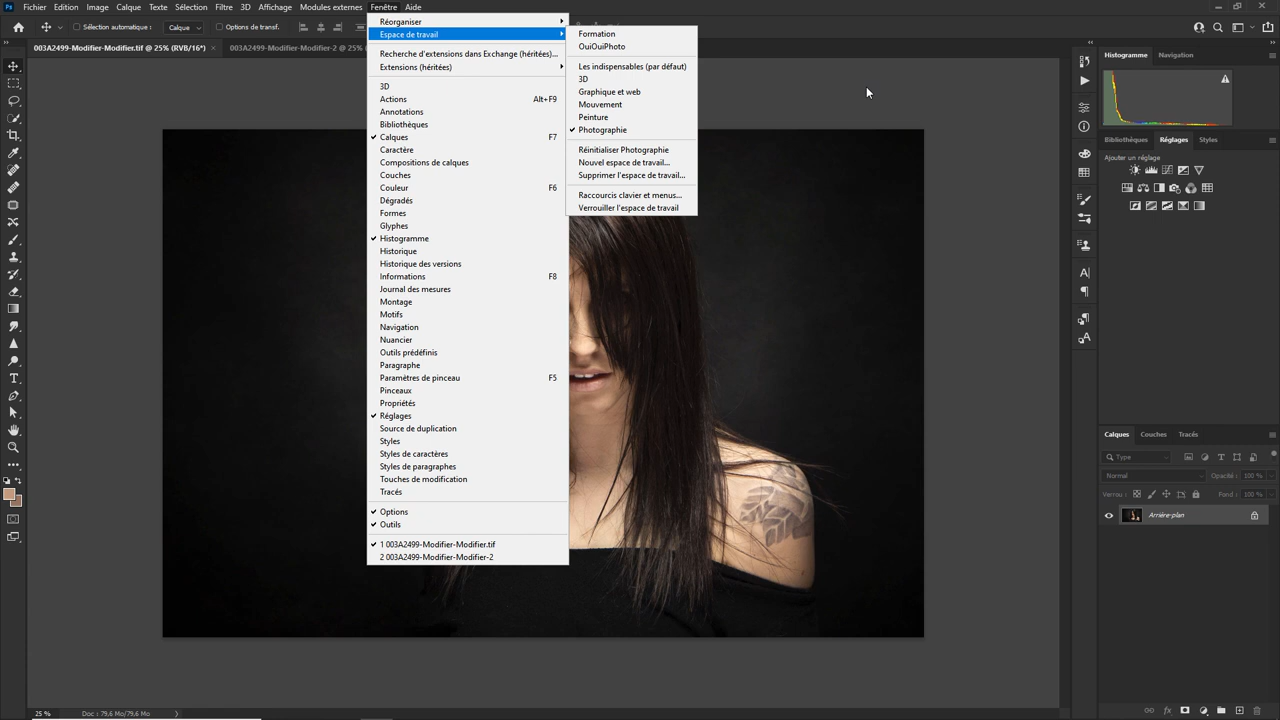 Ps Fichier Edition Image Calque Texte Sélection Filtre 3D Affichage Modules externes Fenêtre Aide
Sélection automatique : Calque Options de transf.
003A2499-Modifier-Modifier.tif @ 25% (RVB/16*) × 003A2499-Modifier-Modifier-2 @ 25%
Réorganiser
Espace de travail
Recherche d'extensions dans Exchange (héritées)...
Extensions (héritées)
3D
Actions Alt+F9
Annotations
Bibliothèques
Calques F7
Caractère
Compositions de calques
Couches
Couleur F6
Dégradés
Formes
Glyphes
Histogramme
Historique
Historique des versions
Informations F8
Journal des mesures
Montage
Motifs
Navigation
Nuancier
Outils prédéfinis
Paragraphe
Paramètres de pinceau F5
Pinceaux
Propriétés
Réglages
Source de duplication
Styles
Styles de caractères
Styles de paragraphes
Touches de modification
Tracés
Options
Outils
1 003A2499-Modifier-Modifier.tif
2 003A2499-Modifier-Modifier-2
Formation
OuiOuiPhoto
Les indispensables (par défaut)
3D
Graphique et web
Mouvement
Peinture
Photographie
Réinitialiser Photographie
Nouvel espace de travail...
Supprimer l'espace de travail...
Raccourcis clavier et menus...
Verrouiller l'espace de travail
Histogramme Navigation
Bibliothèques Réglages Styles
Ajouter un réglage
Calques Couches Tracés
Type
Normal Opacité : 100 %
Verrou : Fond : 100 %
Arrière-plan
25 % Doc : 79,6 Mo/79,6 Mo